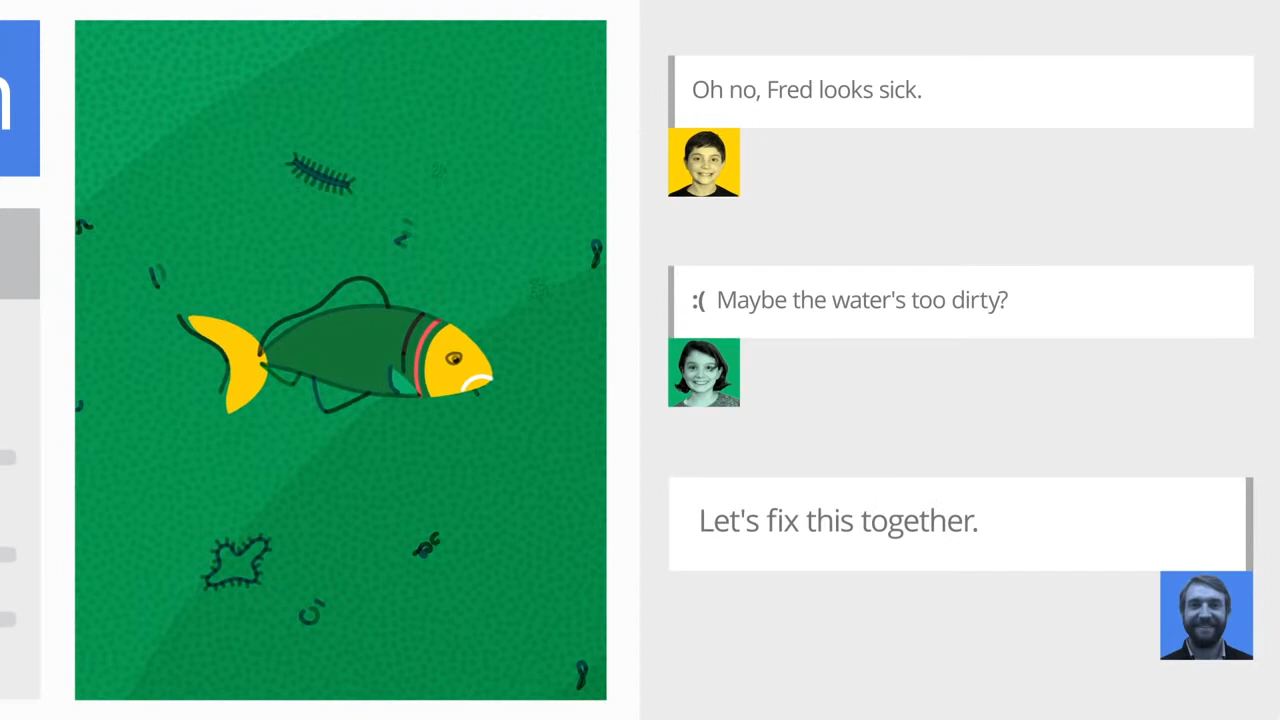 Oh no, Fred looks sick.
:( Maybe the water's too dirty?
Let's fix this together.